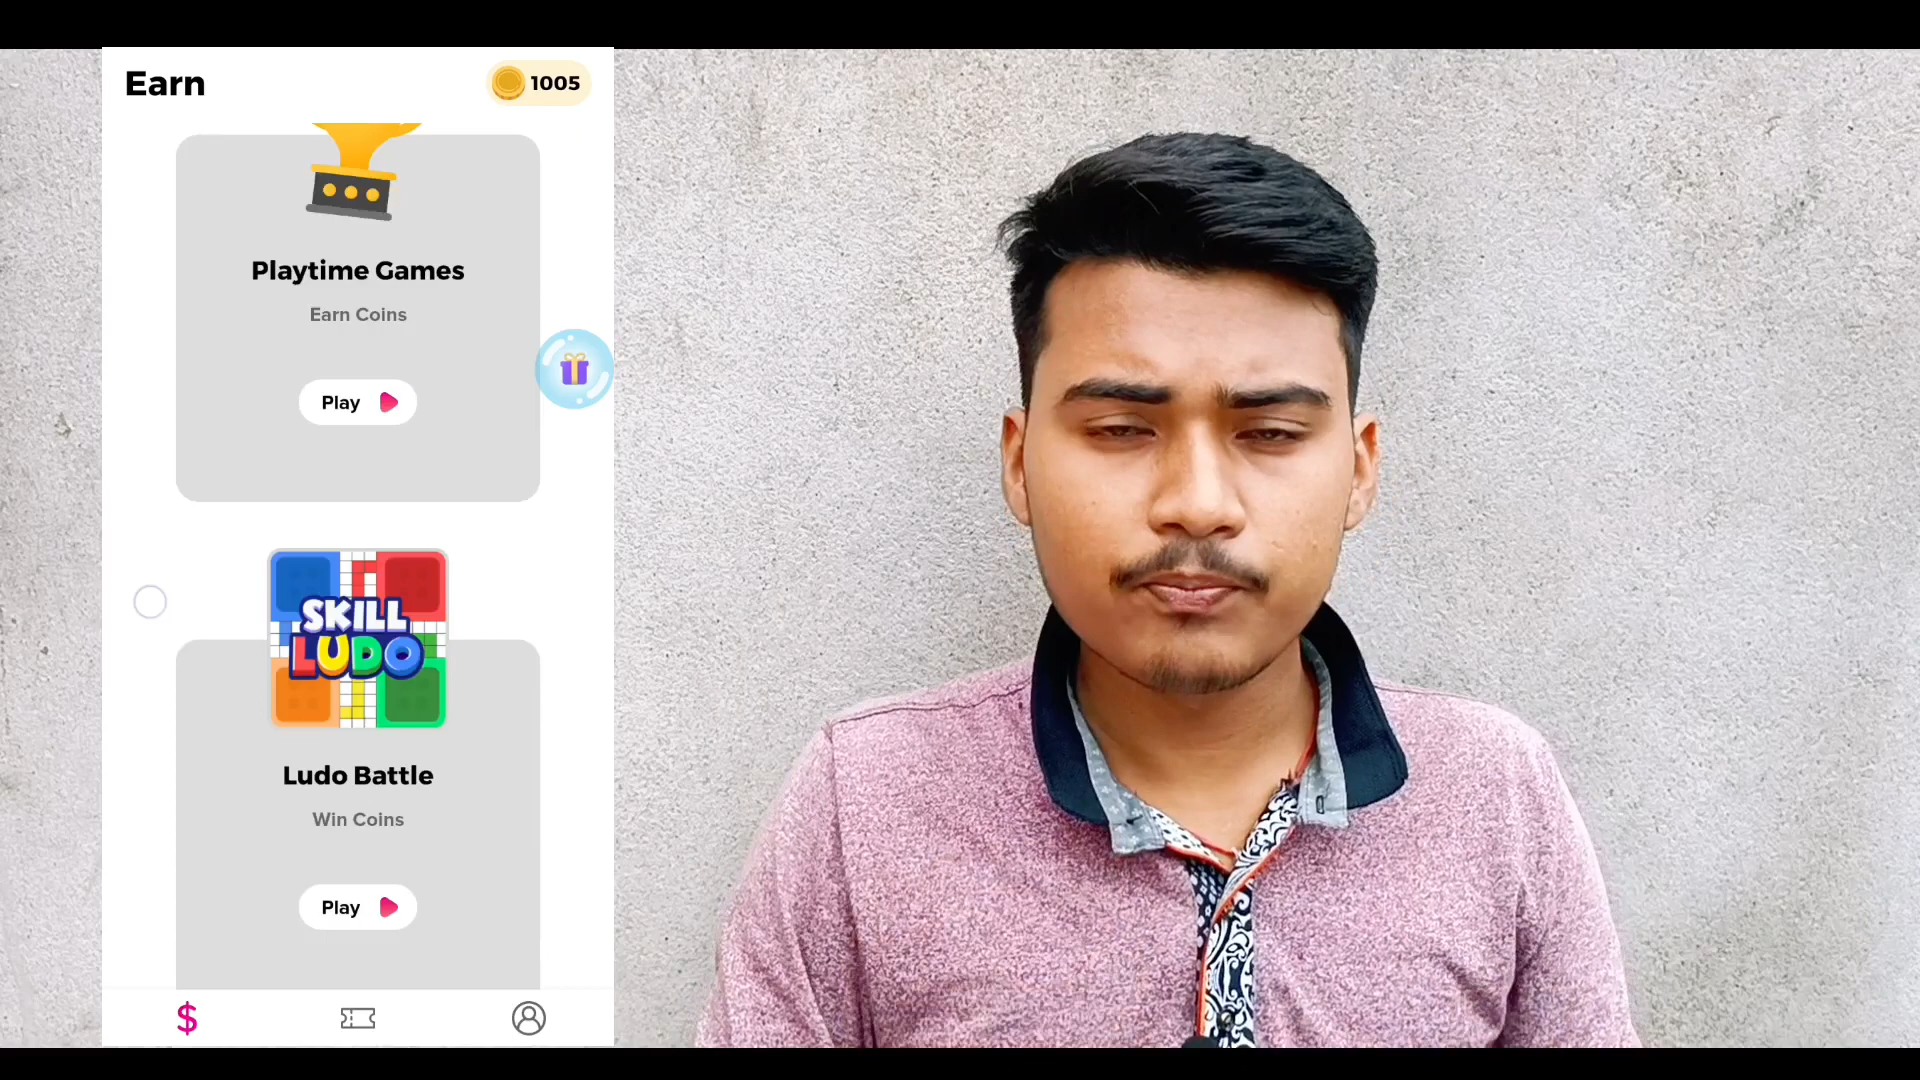 Earn
1005
Playtime Games
Earn Coins
Play
SKILL
LUDO
Ludo Battle
Win Coins
Play